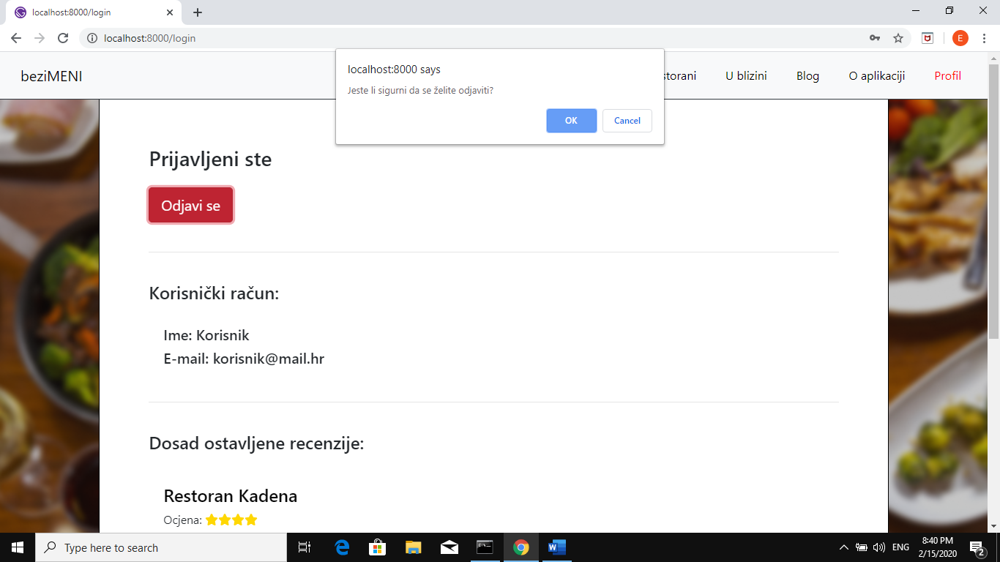 localhost:8000/login
localhost:8000/login
E
beziMENI
storani U blizini Blog O aplikaciji Profil
localhost:8000 says
Jeste li sigurni da se želite odjaviti?
OK Cancel
Prijavljeni ste
Odjavi se
Korisnički račun:
Ime: Korisnik
E-mail: korisnik@mail.hr
Dosad ostavljene recenzije:
Restoran Kadena
Ocjena:
Type here to search
ENG
8:40 PM
2/15/2020
2